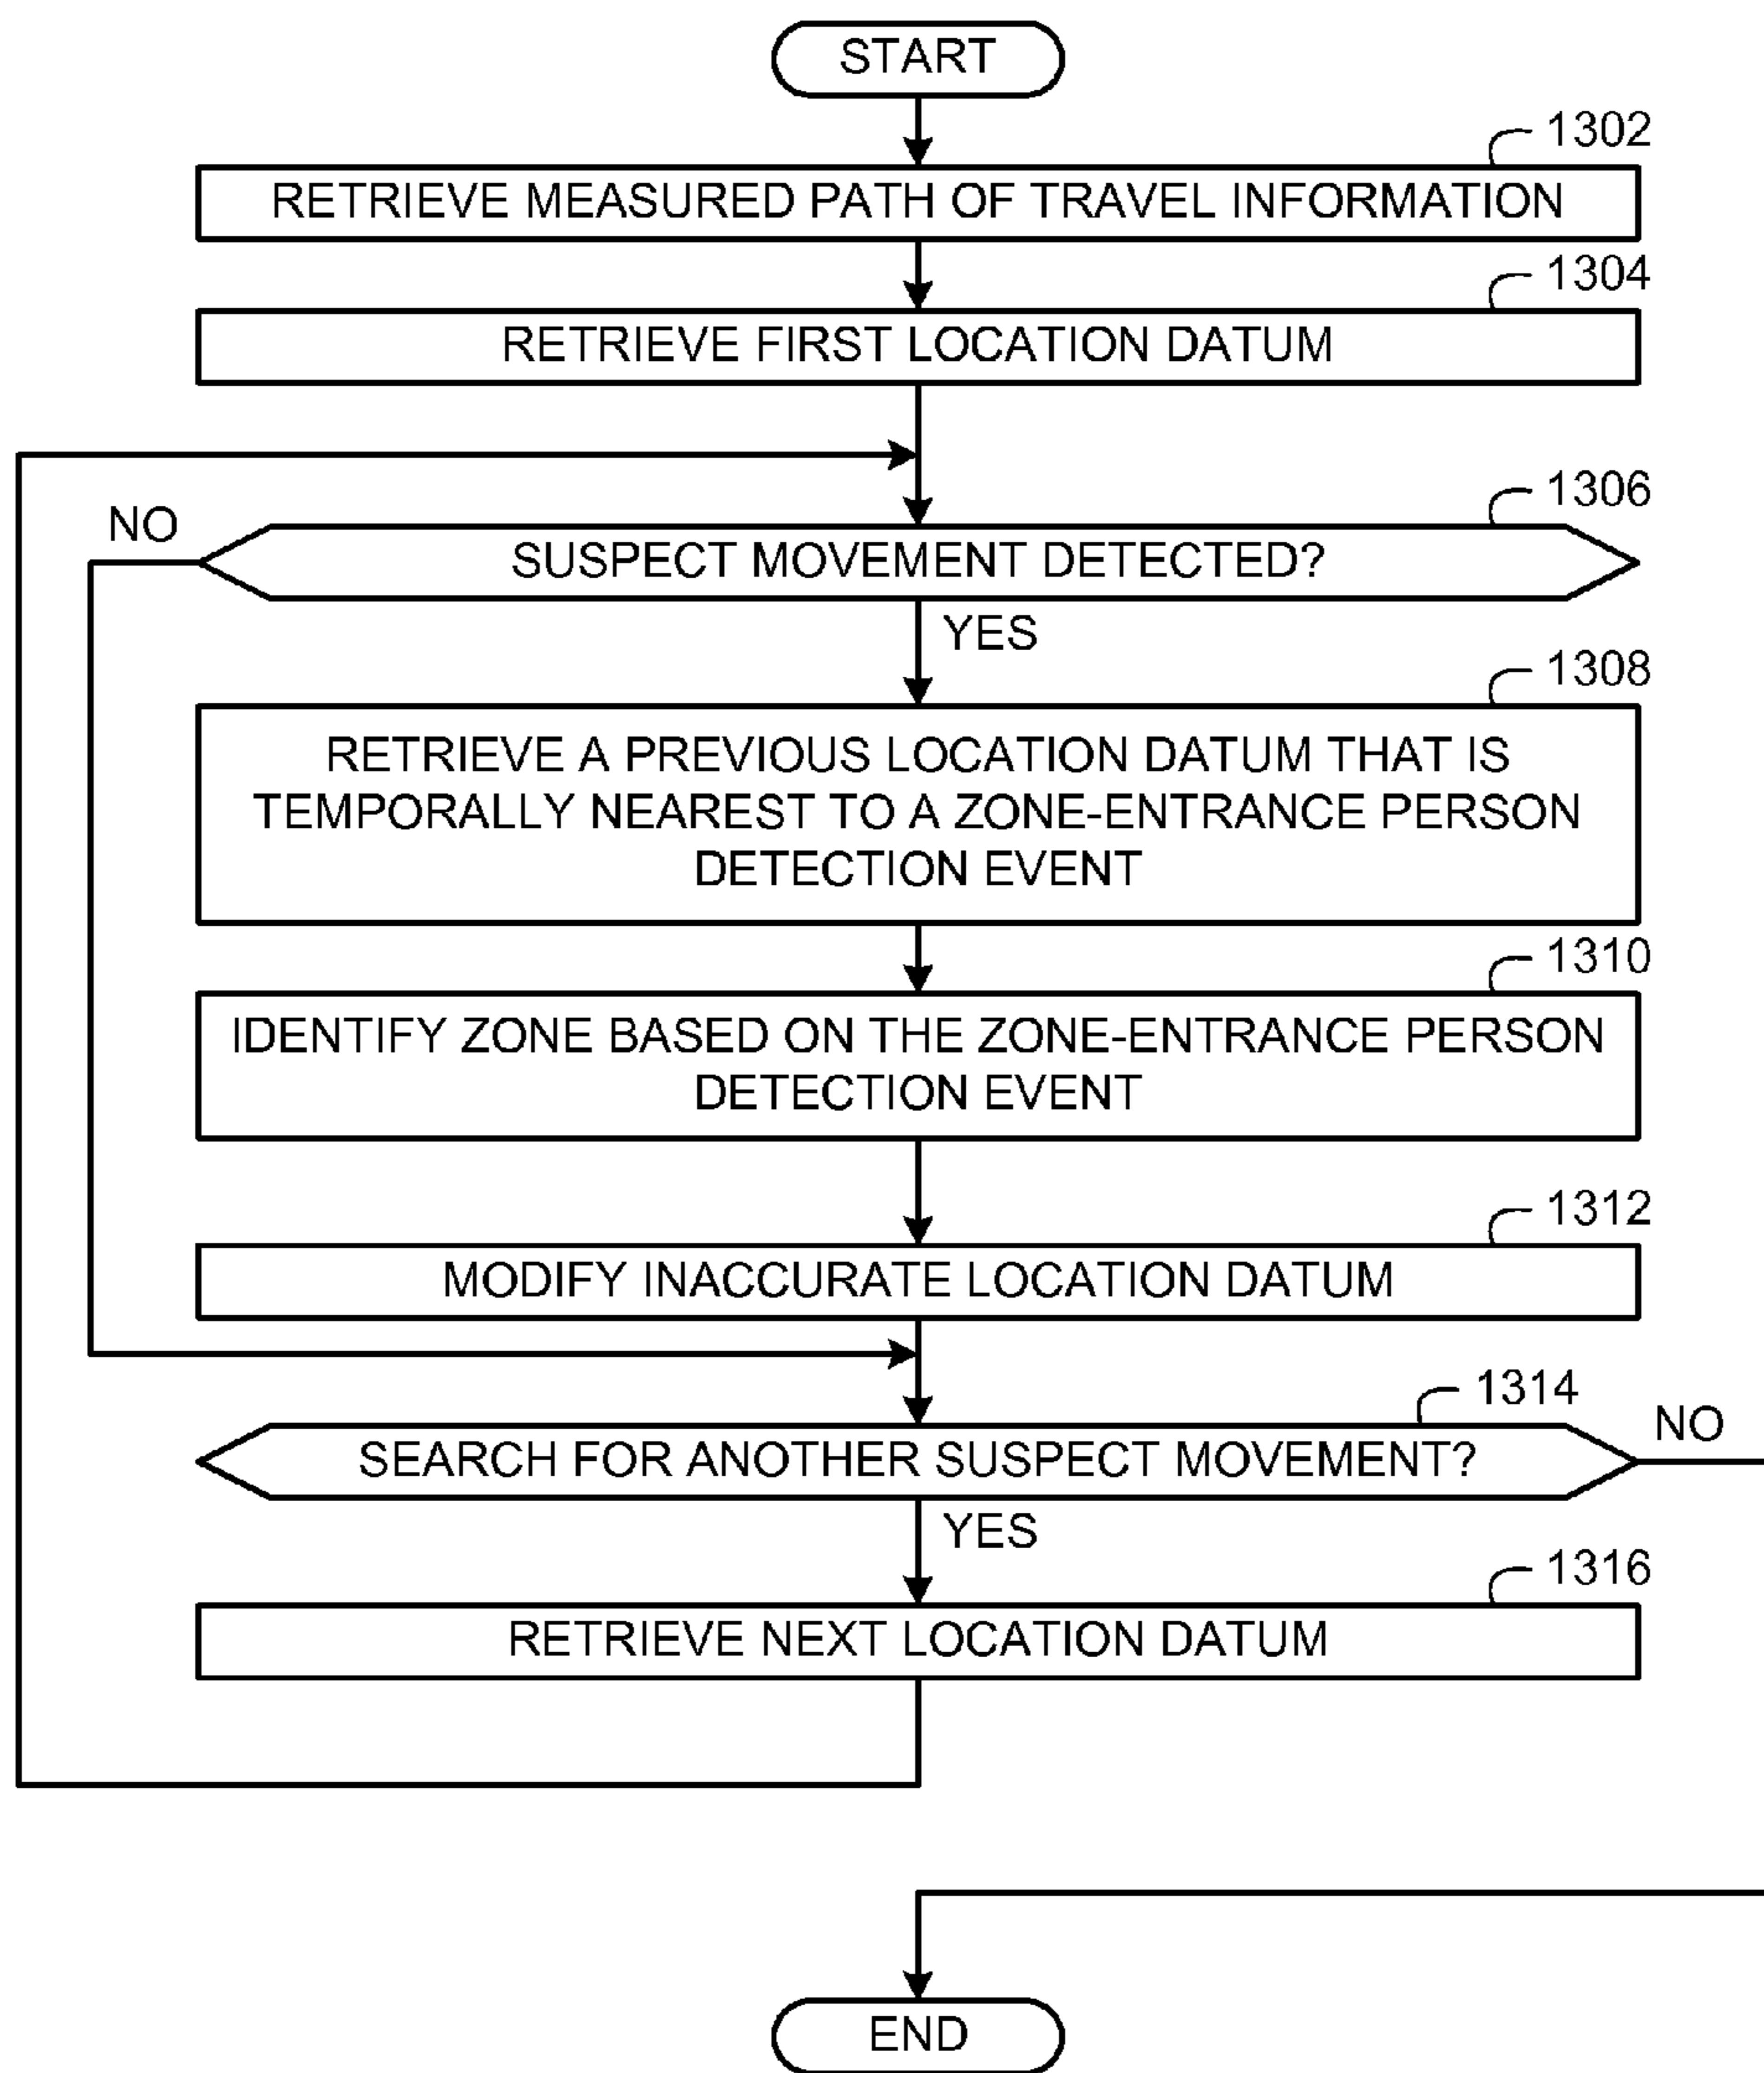 START
1302
RETRIEVE MEASURED PATH OF TRAVEL INFORMATION
1304
RETRIEVE FIRST LOCATION DATUM
1306
NO
SUSPECT MOVEMENT DETECTED?
YES
1308
RETRIEVE A PREVIOUS LOCATION DATUM THAT IS
TEMPORALLY NEAREST TO A ZONE-ENTRANCE PERSON
DETECTION EVENT
1310
IDENTIFY ZONE BASED ON THE ZONE-ENTRANCE PERSON
DETECTION EVENT
1312
MODIFY INACCURATE LOCATION DATUM
1314
NO
SEARCH FOR ANOTHER SUSPECT MOVEMENT?
YES
1316
RETRIEVE NEXT LOCATION DATUM
END